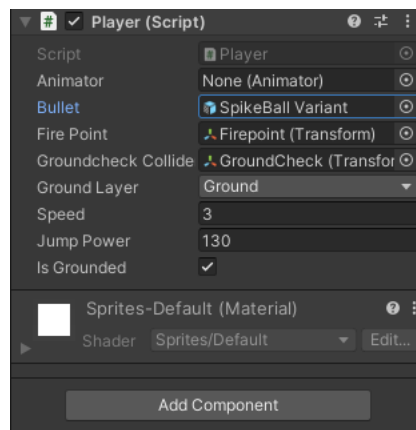 # Player (Script)
Script Player
Animator None (Animator)
Bullet SpikeBall Variant
Fire Point Firepoint (Transform)
Groundcheck Collide GroundCheck (Transfor
Ground Layer Ground
Speed 3
Jump Power 130
Is Grounded
Sprites-Default (Material)
Shader Sprites/Default Edit...
Add Component